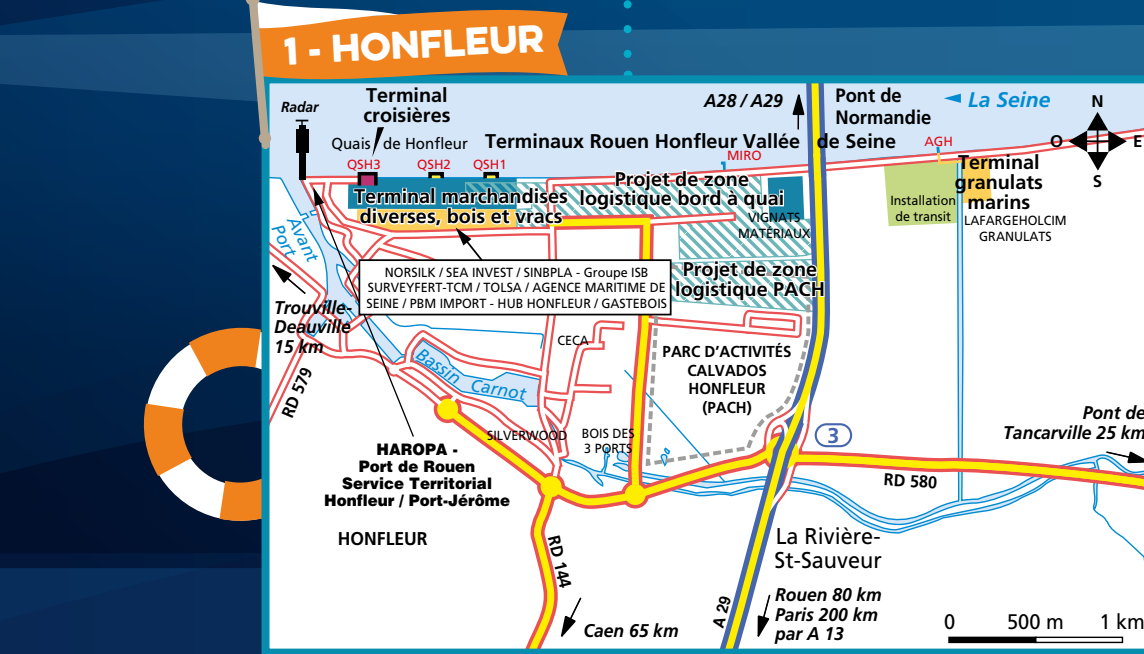 1 - HONFLEUR
Radar
Terminal
croisières
Quais de Honfleur
QSH3
QSH2
QSH1
A28 / A29
Pont de
Normandie
La Seine
N
O
E
S
Terminaux Rouen Honfleur Vallée de Seine
MIRO
AGH
Terminal
granulats
marins
LAFARGEHOLCIM
GRANULATS
Installation
de transit
Terminal marchandises
diverses, bois et vracs
Projet de zone
logistique bord à quai
VIGNATS
MATÉRIAUX
Avant
Port
NORSILK / SEA INVEST / SINBPLA - Groupe ISB
SURVEYFERT-TCM / TOLSA / AGENCE MARITIME DE
SEINE / PBM IMPORT - HUB HONFLEUR / GASTEBOIS
Projet de zone
logistique PACH
Trouville-
Deauville
15 km
RD 579
CECA
Bassin Carnot
PARC D'ACTIVITÉS
CALVADOS
HONFLEUR
(PACH)
SILVERWOOD
BOIS DES
3 PORTS
3
Pont de
Tancarville 25 km
RD 580
HAROPA -
Port de Rouen
Service Territorial
Honfleur / Port-Jérôme
HONFLEUR
RD 144
La Rivière-
St-Sauveur
A 29
Rouen 80 km
Paris 200 km
par A 13
Caen 65 km
0 500 m 1 km